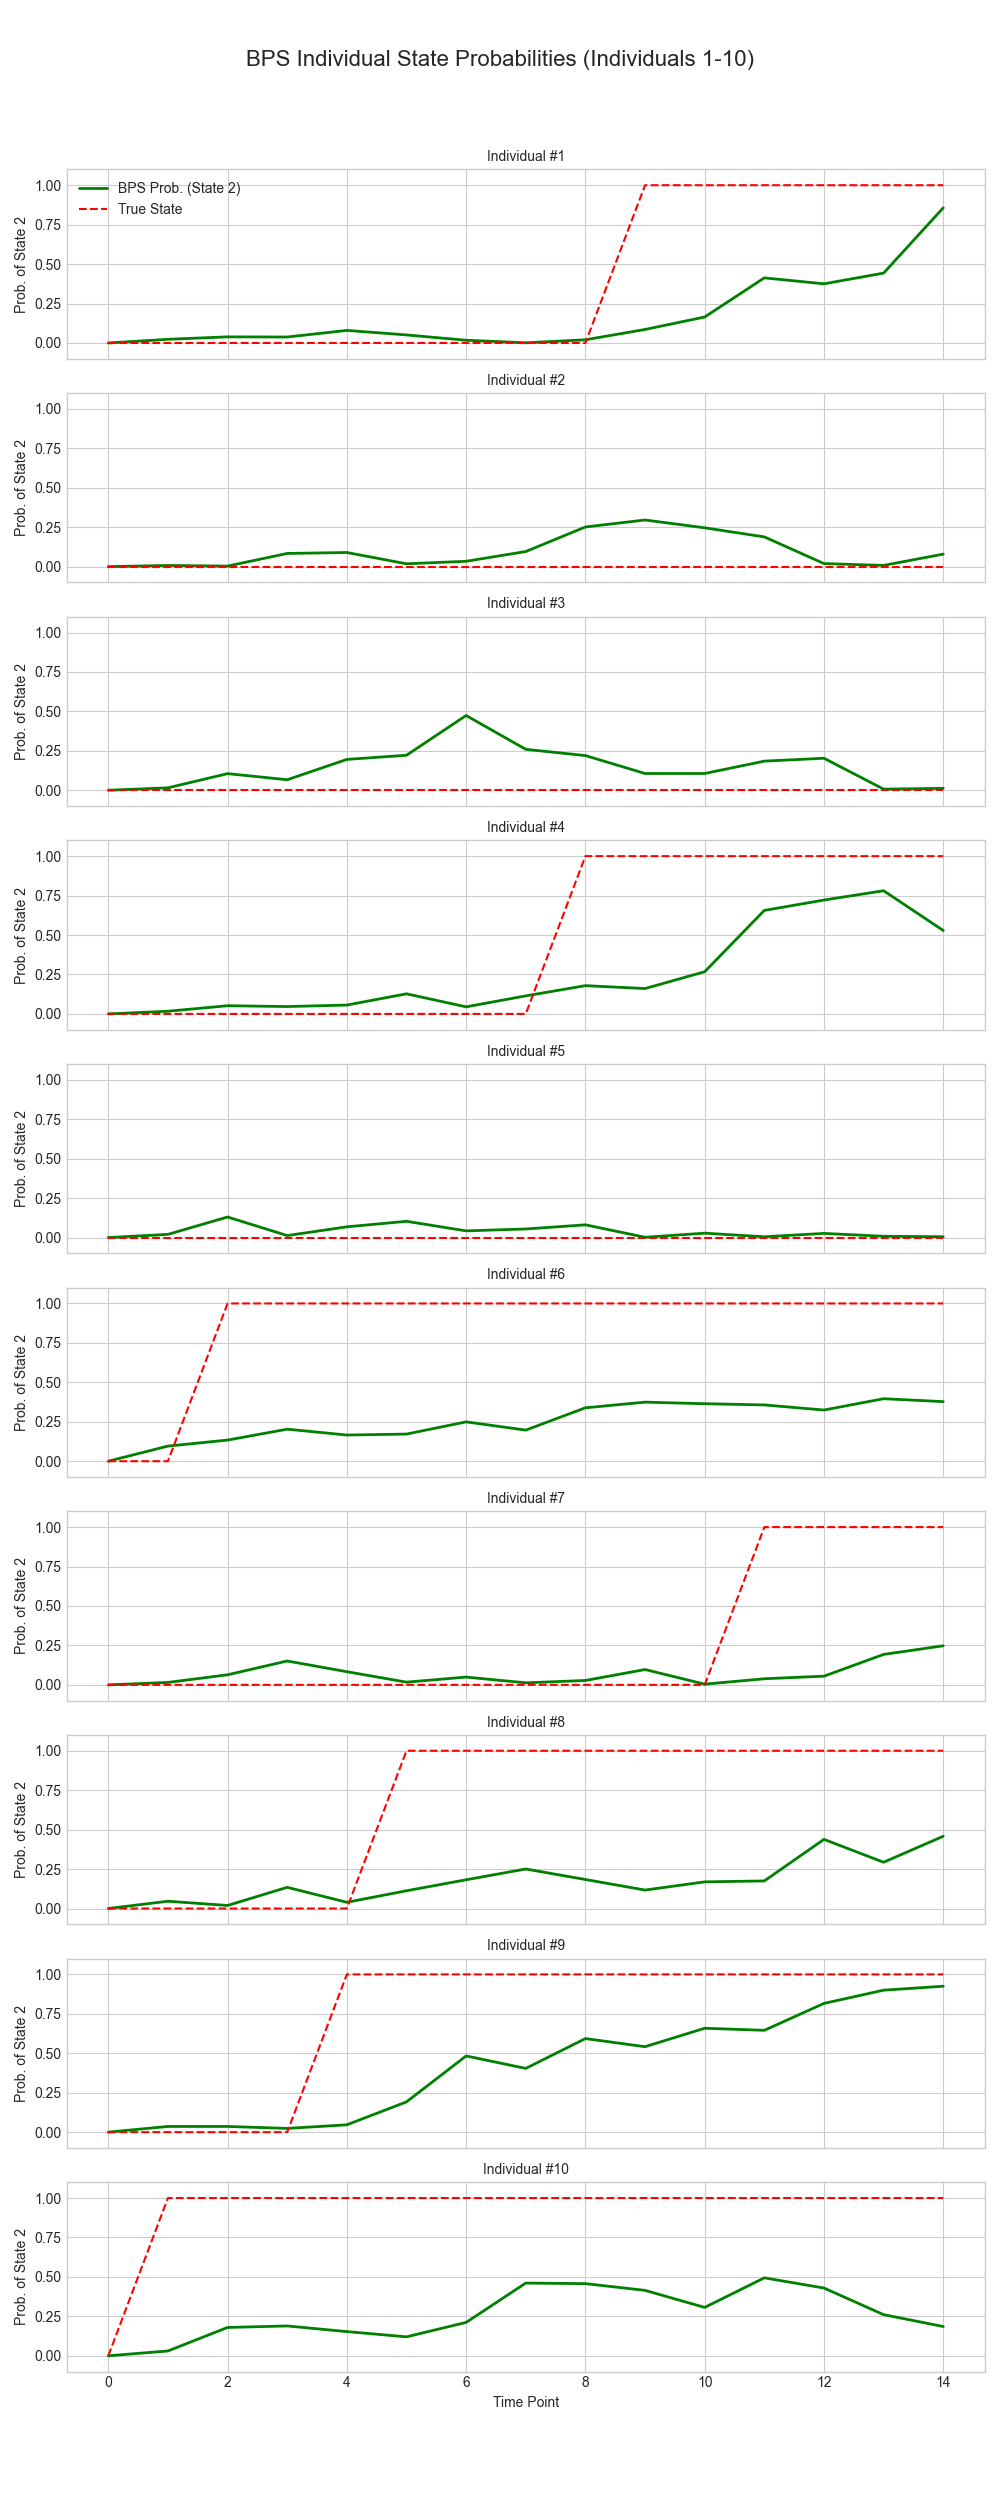 BPS Individual State Probabilities (Individuals 1-10)
Individual #1
BPS Prob. (State 2)
True State
1.00
0.75
0.50
0.25
0.00
Prob. of State 2
Individual #2
1.00
0.75
0.50
0.25
0.00
Prob. of State 2
Individual #3
1.00
0.75
0.50
0.25
0.00
Prob. of State 2
Individual #4
1.00
0.75
0.50
0.25
0.00
Prob. of State 2
Individual #5
1.00
0.75
0.50
0.25
0.00
Prob. of State 2
Individual #6
1.00
0.75
0.50
0.25
0.00
Prob. of State 2
Individual #7
1.00
0.75
0.50
0.25
0.00
Prob. of State 2
Individual #8
1.00
0.75
0.50
0.25
0.00
Prob. of State 2
Individual #9
1.00
0.75
0.50
0.25
0.00
Prob. of State 2
Individual #10
1.00
0.75
0.50
0.25
0.00
Prob. of State 2
0 2 4 6 8 10 12 14
Time Point